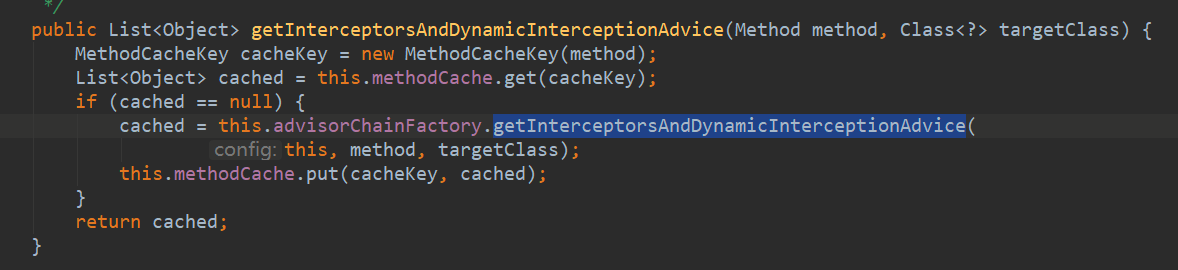 */
public List<Object> getInterceptorsAndDynamicInterceptionAdvice(Method method, Class<?> targetClass) {
    MethodCacheKey cacheKey = new MethodCacheKey(method);
    List<Object> cached = this.methodCache.get(cacheKey);
    if (cached == null) {
        cached = this.advisorChainFactory.getInterceptorsAndDynamicInterceptionAdvice(
                config: this, method, targetClass);
        this.methodCache.put(cacheKey, cached);
    }
    return cached;
}